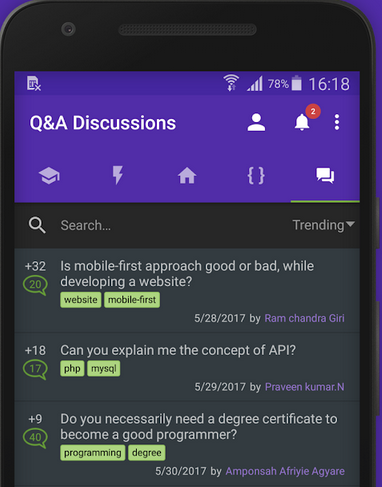 78% 16:18
Q&A Discussions
2
{}
Search...
Trending
+32
20
Is mobile-first approach good or bad, while
developing a website?
website mobile-first
5/28/2017 by Ram chandra Giri
+18
17
Can you explain me the concept of API?
php mysql
5/29/2017 by Praveen kumar.N
+9
40
Do you necessarily need a degree certificate to
become a good programmer?
programming degree
5/30/2017 by Amponsah Afriyie Agyare